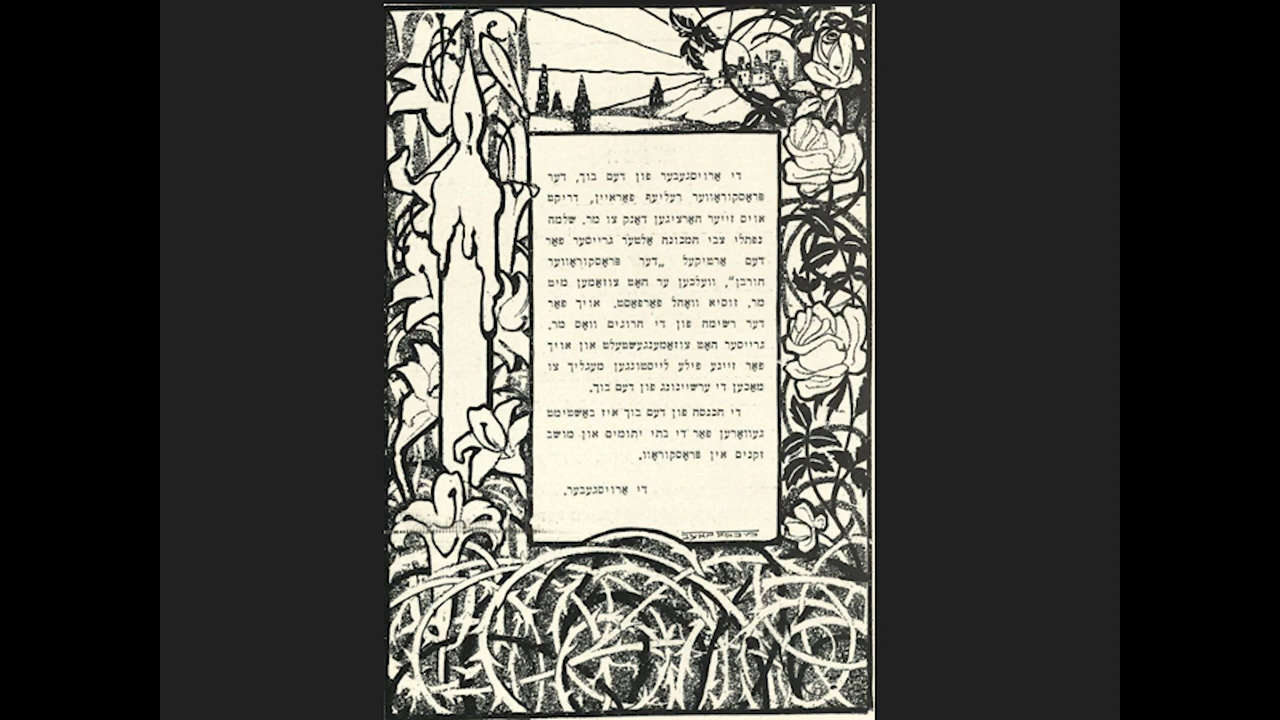 די ארויסגעבער פון דעם בוך, דער
פּראָסקוראָווער רעליעף פאַראיין, דריקט
אויס זייער האַרציגען דאַנק צו מר. שלמה
נפתלי צבי המכונה אַלטער גרייסער פאַר
דעם אַרטיקעל „דער פּראָסקוראָווער
חורבן", וועלכען ער האָט צוזאַמען מיט
מר. זוסיא וואָהל פאַרפאַסט. אויך פאַר
דער רשימה פון די הרוגים וואָס מר.
גרייסער האָט צוזאַמענגעשטעלט און אויך
פאַר זיינע פילע לייסטונגען מעגליך צו
מאַכען די ערשיינונג פון דעם בוך.
די הכנסה פון דעם בוך איז באַשטימט
געוואָרען פאַר די בתי יתומים און מושב
זקנים אין פּראָסקוראָוו.
די אַרויסגעבער.